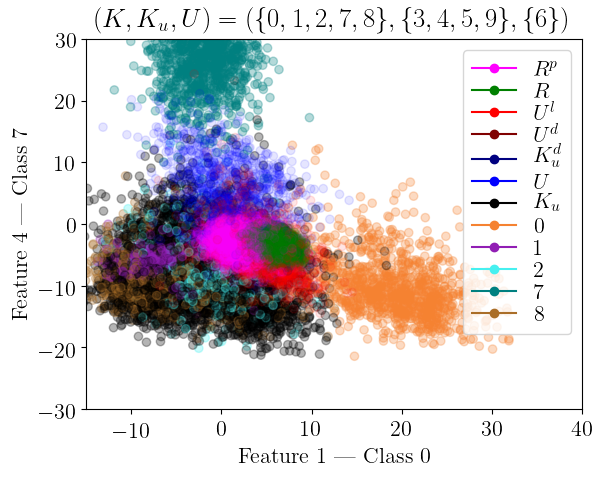 (K, K_u, U) = ({0, 1, 2, 7, 8}, {3, 4, 5, 9}, {6})
30
20
10
0
−10
−20
−30
Feature 4 — Class 7
R^p
R
U^l
U^d
K_u^d
U
K_u
0
1
2
7
8
−10
0
10
20
30
40
Feature 1 — Class 0